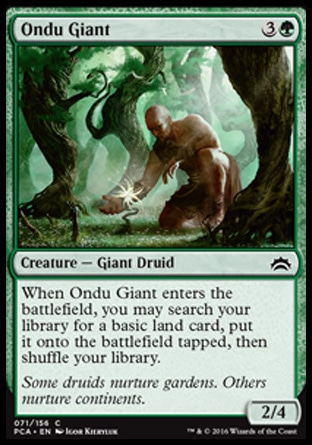 Ondu Giant 3
Creature — Giant Druid
When Ondu Giant enters the
battlefield, you may search your
library for a basic land card, put
it onto the battlefield tapped, then
shuffle your library.
Some druids nurture gardens. Others
nurture continents.
2/4
071/156 C
PCA • EN Igor Kieryluk
™ & © 2016 Wizards of the Coast